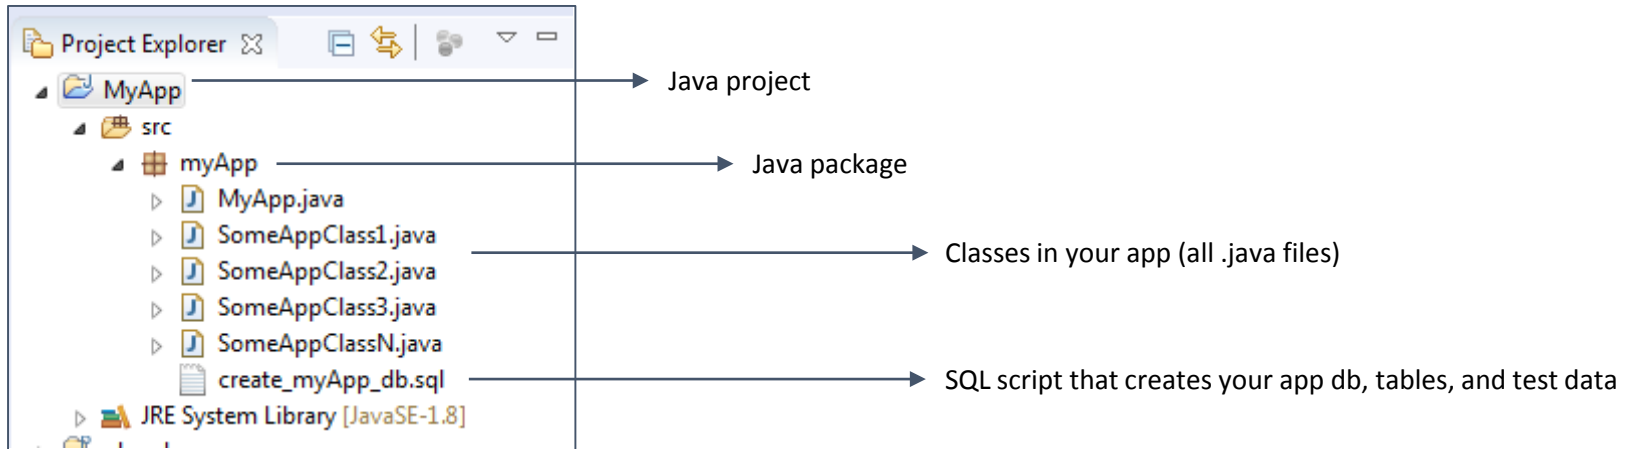 Project Explorer
MyApp
Java project
src
myApp
Java package
MyApp.java
SomeAppClass1.java
Classes in your app (all .java files)
SomeAppClass2.java
SomeAppClass3.java
SomeAppClassN.java
create_myApp_db.sql
SQL script that creates your app db, tables, and test data
JRE System Library [JavaSE-1.8]